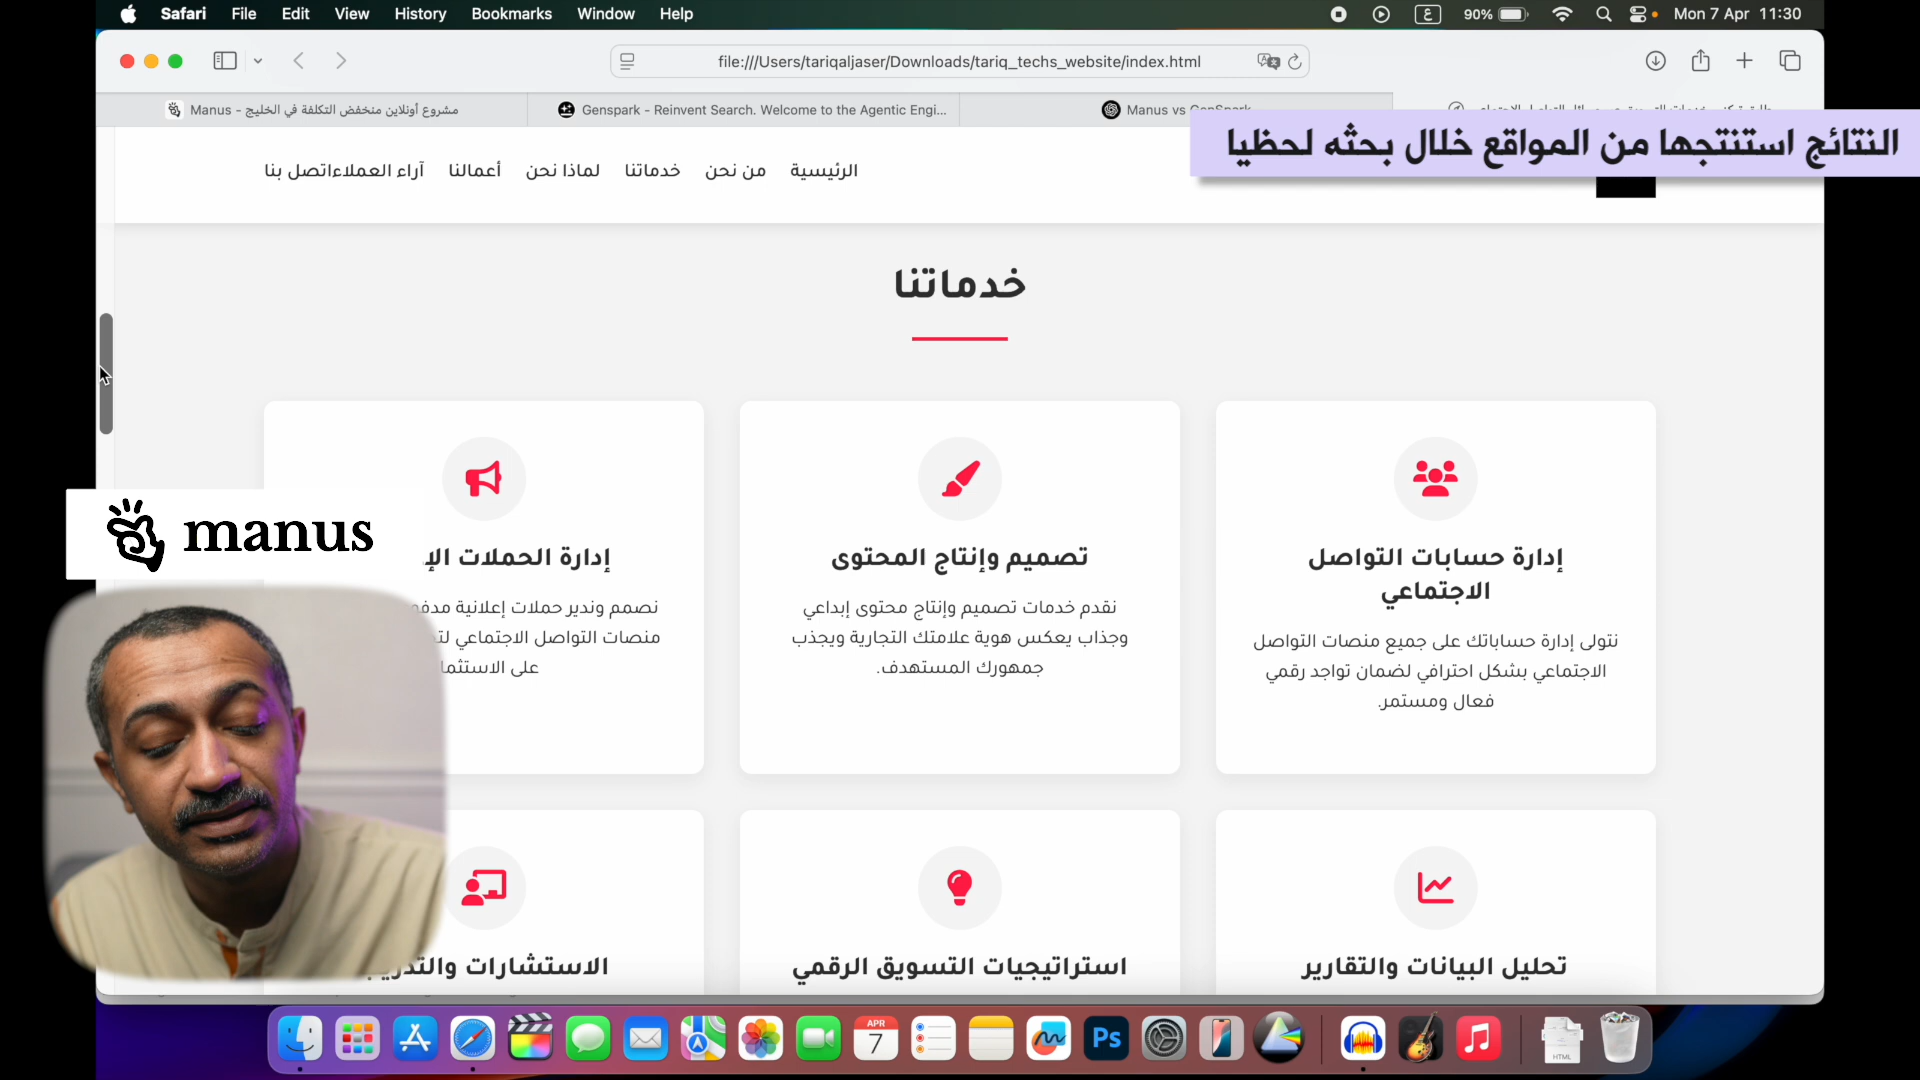 Safari File Edit View History Bookmarks Window Help
90% Mon 7 Apr 11:30
file:///Users/tariqaljaser/Downloads/tariq_techs_website/index.html
مشروع أونلاين منخفض التكلفة في الخليج - Manus
Genspark - Reinvent Search. Welcome to the Agentic Engi...
Manus vs GenSpark
النتائج استنتجها من المواقع خلال بحثه لحظيا
الرئيسية من نحن خدماتنا لماذا نحن أعمالنا آراء العملاء اتصل بنا
خدماتنا
إدارة حسابات التواصل
الاجتماعي
نتولى إدارة حساباتك على جميع منصات التواصل
الاجتماعي بشكل احترافي لضمان تواجد رقمي
فعال ومستمر.
تصميم وإنتاج المحتوى
نقدم خدمات تصميم وإنتاج محتوى إبداعي
وجذاب يعكس هوية علامتك التجارية ويجذب
جمهورك المستهدف.
إدارة الحملات
نصمم وندير حملات إعلانية
منصات التواصل الاجتماعي
على
manus
تحليل البيانات والتقارير
استراتيجيات التسويق الرقمي
الاستشارات
APR
7
Ps
HTML